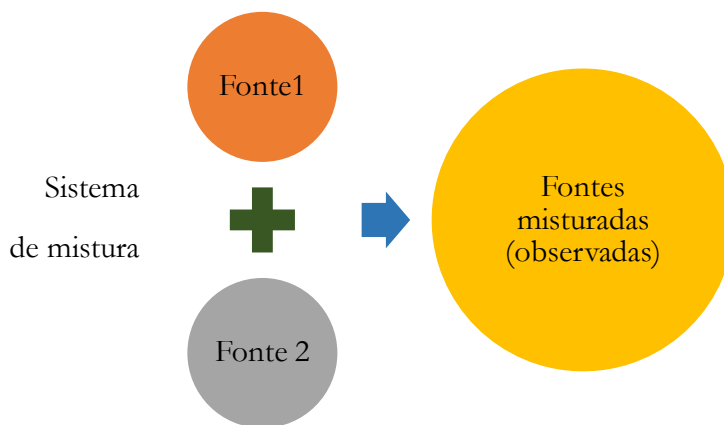 Fonte1
Sistema
de mistura
Fonte 2
Fontes
misturadas
(observadas)